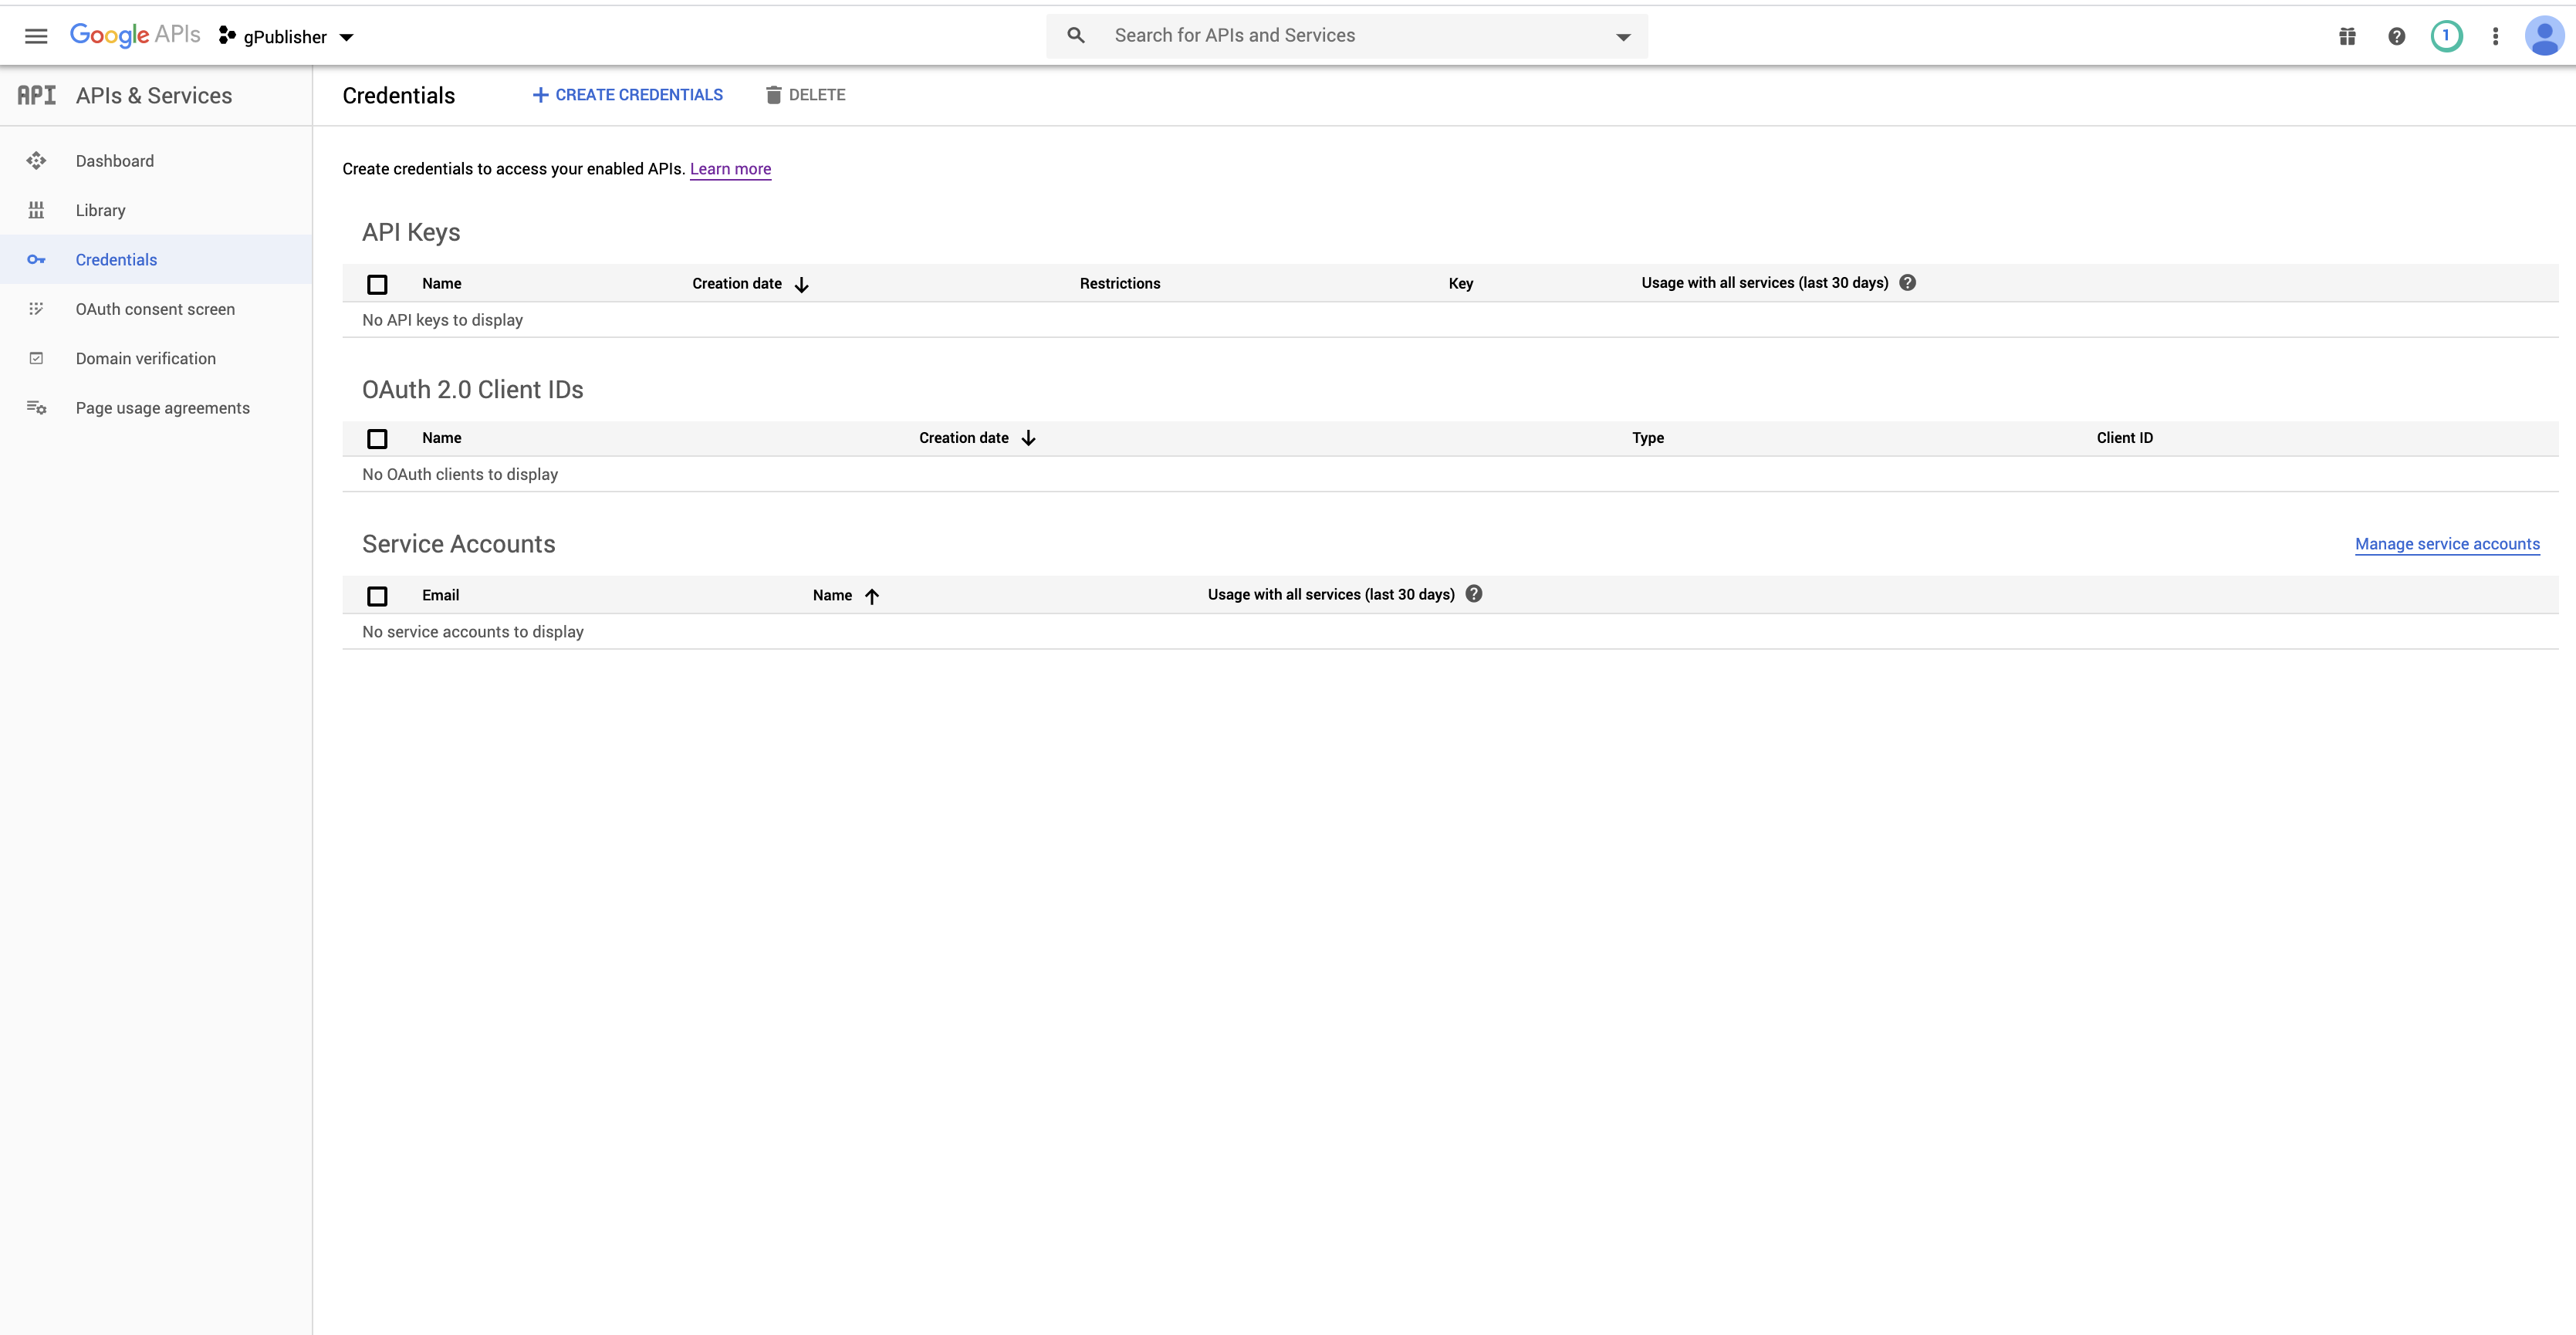 Google APIs gPublisher
Search for APIs and Services
1
API APIs & Services
Credentials
CREATE CREDENTIALS
DELETE
Dashboard
Library
Credentials
OAuth consent screen
Domain verification
Page usage agreements
Create credentials to access your enabled APIs. Learn more
API Keys
Name Creation date Restrictions Key Usage with all services (last 30 days)
No API keys to display
OAuth 2.0 Client IDs
Name Creation date Type Client ID
No OAuth clients to display
Service Accounts
Manage service accounts
Email Name Usage with all services (last 30 days)
No service accounts to display